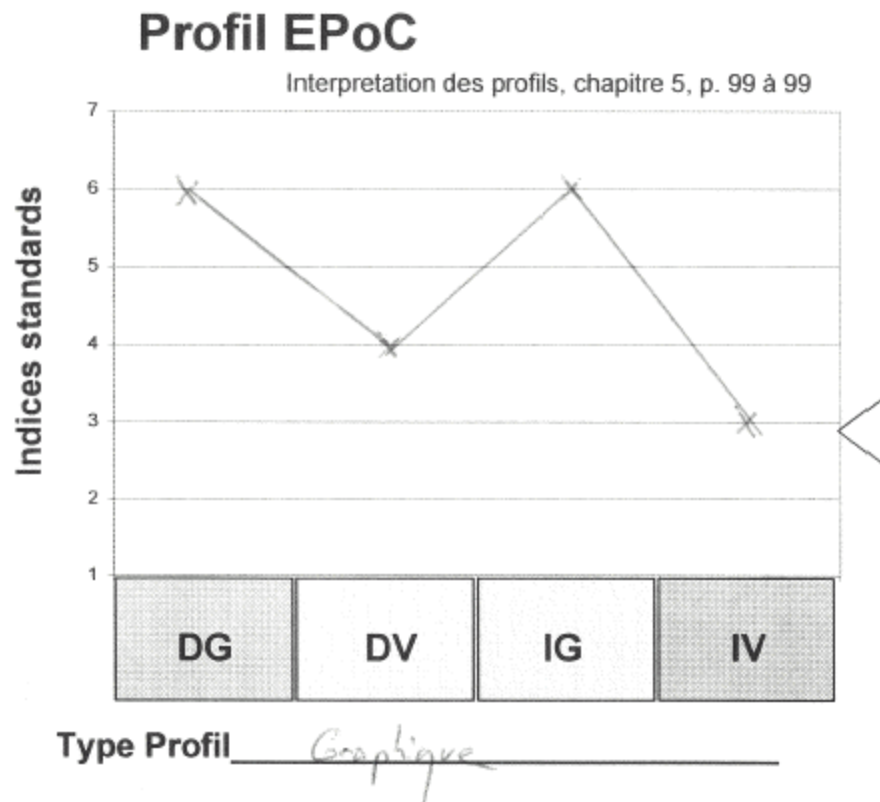 Profil EPoC
Interpretation des profils, chapitre 5, p. 99 à 99
Indices standards
7
6
5
4
3
2
1
DG DV IG IV
Type Profil Graphique